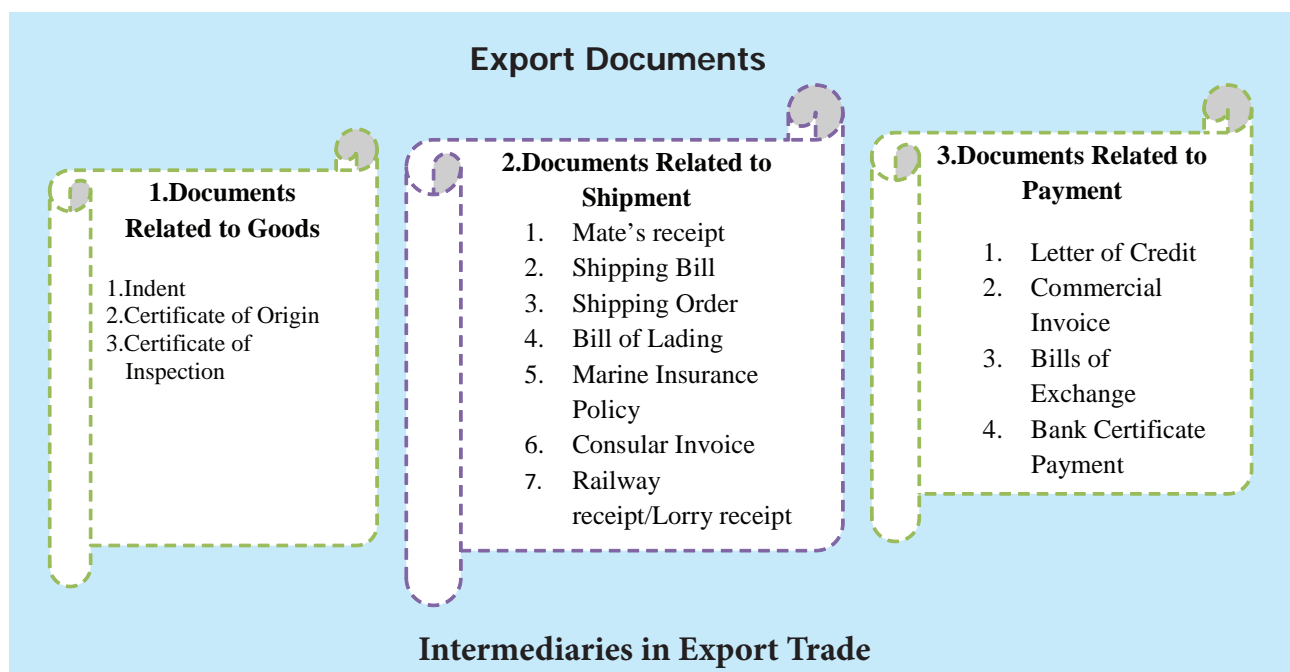 Export Documents
1.Documents
Related to Goods
1.Indent
2.Certificate of Origin
3.Certificate of
Inspection
2.Documents Related to
Shipment
1. Mate’s receipt
2. Shipping Bill
3. Shipping Order
4. Bill of Lading
5. Marine Insurance
Policy
6. Consular Invoice
7. Railway
receipt/Lorry receipt
3.Documents Related to
Payment
1. Letter of Credit
2. Commercial
Invoice
3. Bills of
Exchange
4. Bank Certificate
Payment
Intermediaries in Export Trade